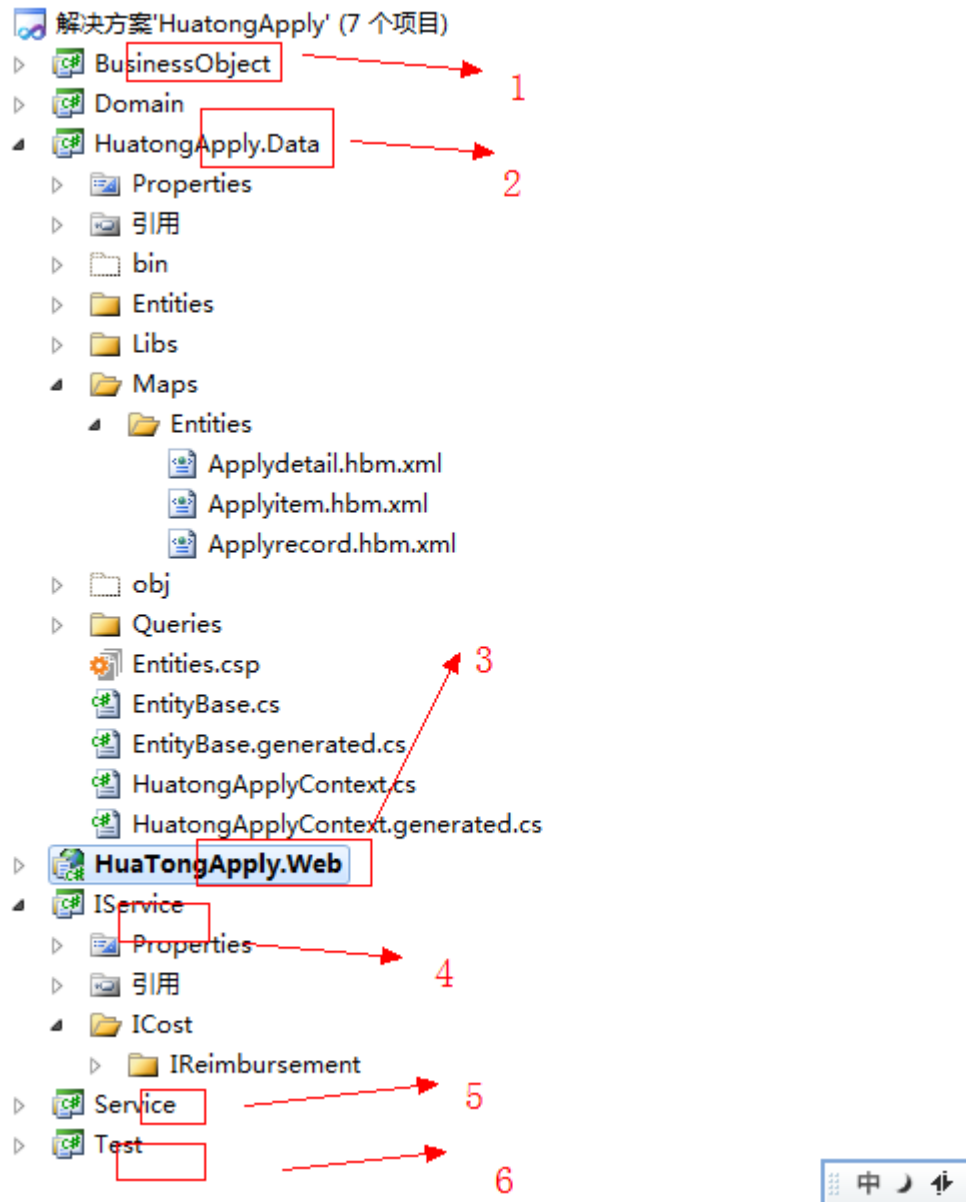 解决方案'HuatongApply' (7 个项目)
BusinessObject
1
Domain
HuatongApply.Data
2
Properties
引用
bin
Entities
Libs
Maps
Entities
Applydetail.hbm.xml
Applyitem.hbm.xml
Applyrecord.hbm.xml
obj
Queries
3
Entities.csp
EntityBase.cs
EntityBase.generated.cs
HuatongApplyContext.cs
HuatongApplyContext.generated.cs
HuaTongApply.Web
IService
Properties
4
引用
ICost
IReimbursement
Service
5
Test
6
中